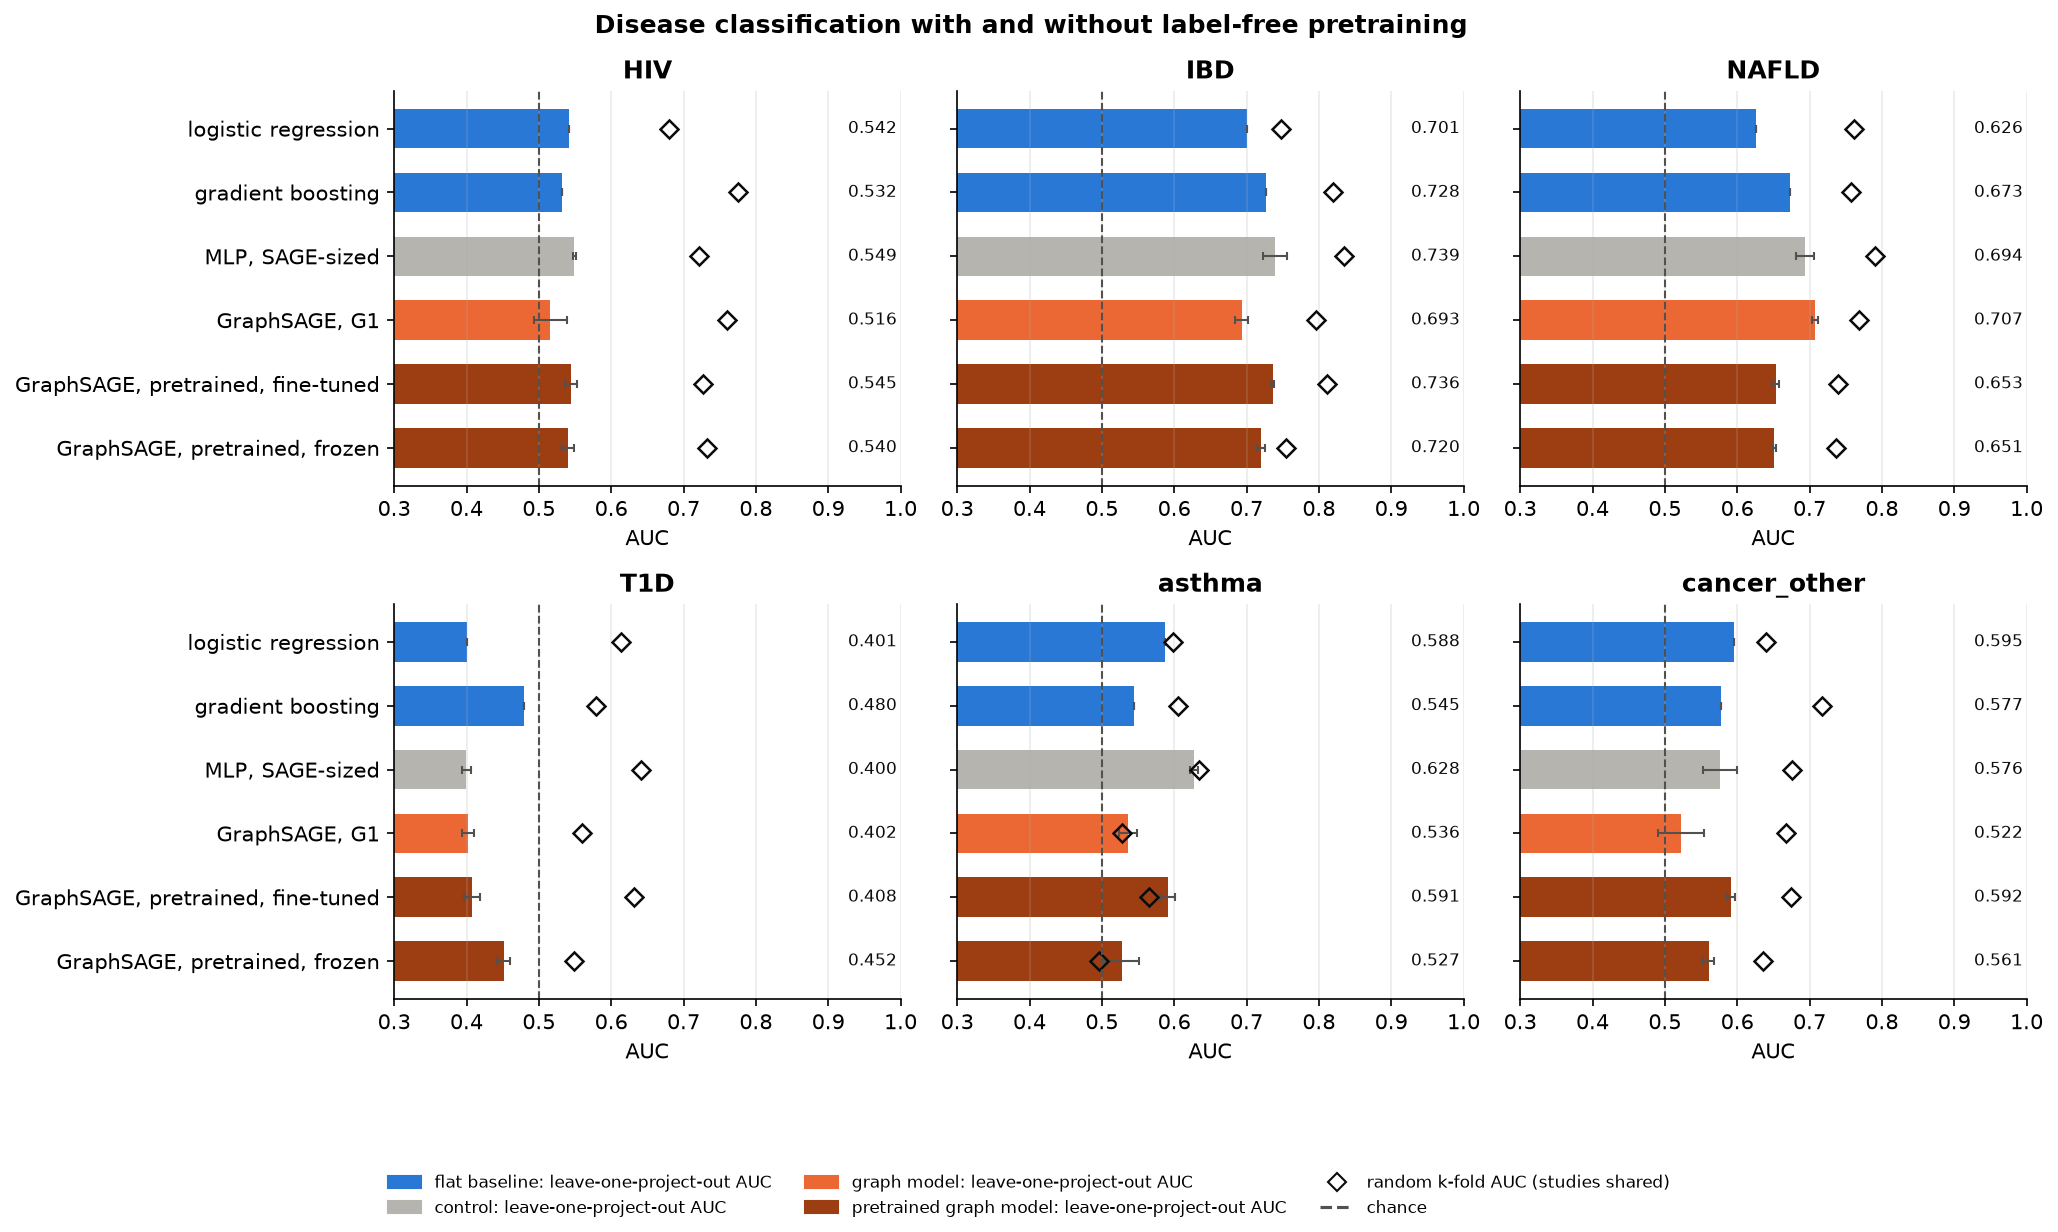 Disease classification with and without label-free pretraining
HIV
IBD
NAFLD
logistic regression
gradient boosting
MLP, SAGE-sized
GraphSAGE, G1
GraphSAGE, pretrained, fine-tuned
GraphSAGE, pretrained, frozen
0.542
0.532
0.549
0.516
0.545
0.540
0.701
0.728
0.739
0.693
0.736
0.720
0.626
0.673
0.694
0.707
0.653
0.651
0.3 0.4 0.5 0.6 0.7 0.8 0.9 1.0
0.3 0.4 0.5 0.6 0.7 0.8 0.9 1.0
0.3 0.4 0.5 0.6 0.7 0.8 0.9 1.0
AUC
AUC
AUC
T1D
asthma
cancer_other
logistic regression
gradient boosting
MLP, SAGE-sized
GraphSAGE, G1
GraphSAGE, pretrained, fine-tuned
GraphSAGE, pretrained, frozen
0.401
0.480
0.400
0.402
0.408
0.452
0.588
0.545
0.628
0.536
0.591
0.527
0.595
0.577
0.576
0.522
0.592
0.561
0.3 0.4 0.5 0.6 0.7 0.8 0.9 1.0
0.3 0.4 0.5 0.6 0.7 0.8 0.9 1.0
0.3 0.4 0.5 0.6 0.7 0.8 0.9 1.0
AUC
AUC
AUC
flat baseline: leave-one-project-out AUC
control: leave-one-project-out AUC
graph model: leave-one-project-out AUC
pretrained graph model: leave-one-project-out AUC
random k-fold AUC (studies shared)
chance